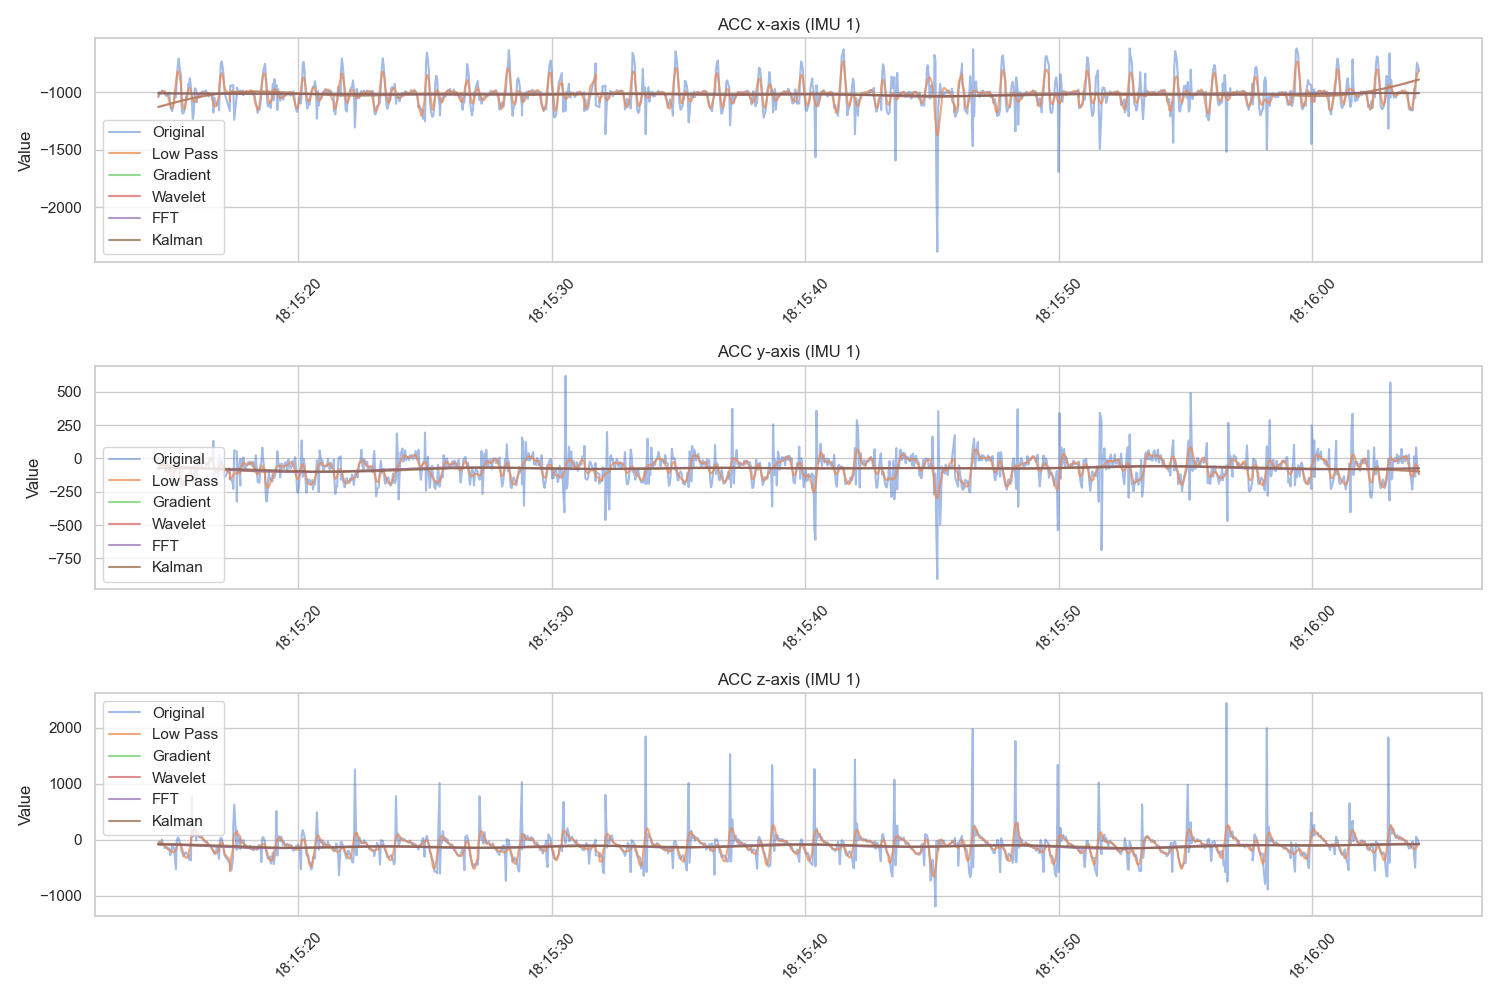 ACC x-axis (IMU 1)
Value
−1000
−1500
−2000
Original
Low Pass
Gradient
Wavelet
FFT
Kalman
18:15:20
18:15:30
18:15:40
18:15:50
18:16:00
ACC y-axis (IMU 1)
Value
500
250
0
−250
−500
−750
Original
Low Pass
Gradient
Wavelet
FFT
Kalman
18:15:20
18:15:30
18:15:40
18:15:50
18:16:00
ACC z-axis (IMU 1)
Value
2000
1000
0
−1000
Original
Low Pass
Gradient
Wavelet
FFT
Kalman
18:15:20
18:15:30
18:15:40
18:15:50
18:16:00